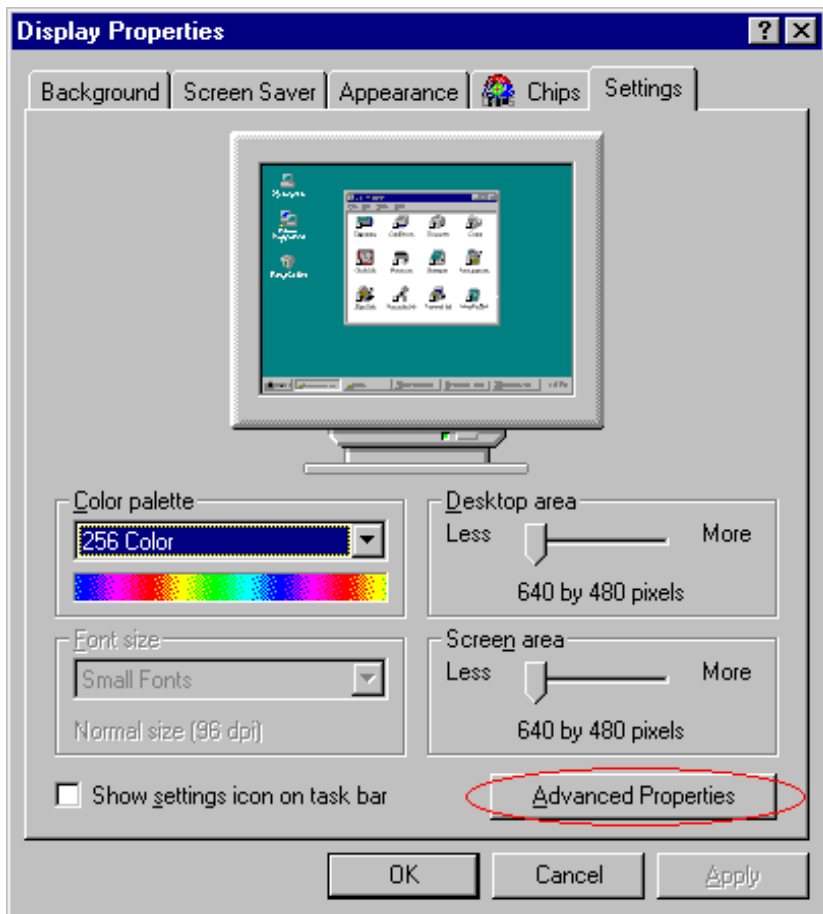 Display Properties
Background Screen Saver Appearance Chips Settings
Color palette
256 Color
Desktop area
Less More
640 by 480 pixels
Font size
Small Fonts
Normal size (96 dpi)
Screen area
Less More
640 by 480 pixels
Show settings icon on task bar
Advanced Properties
OK Cancel Apply